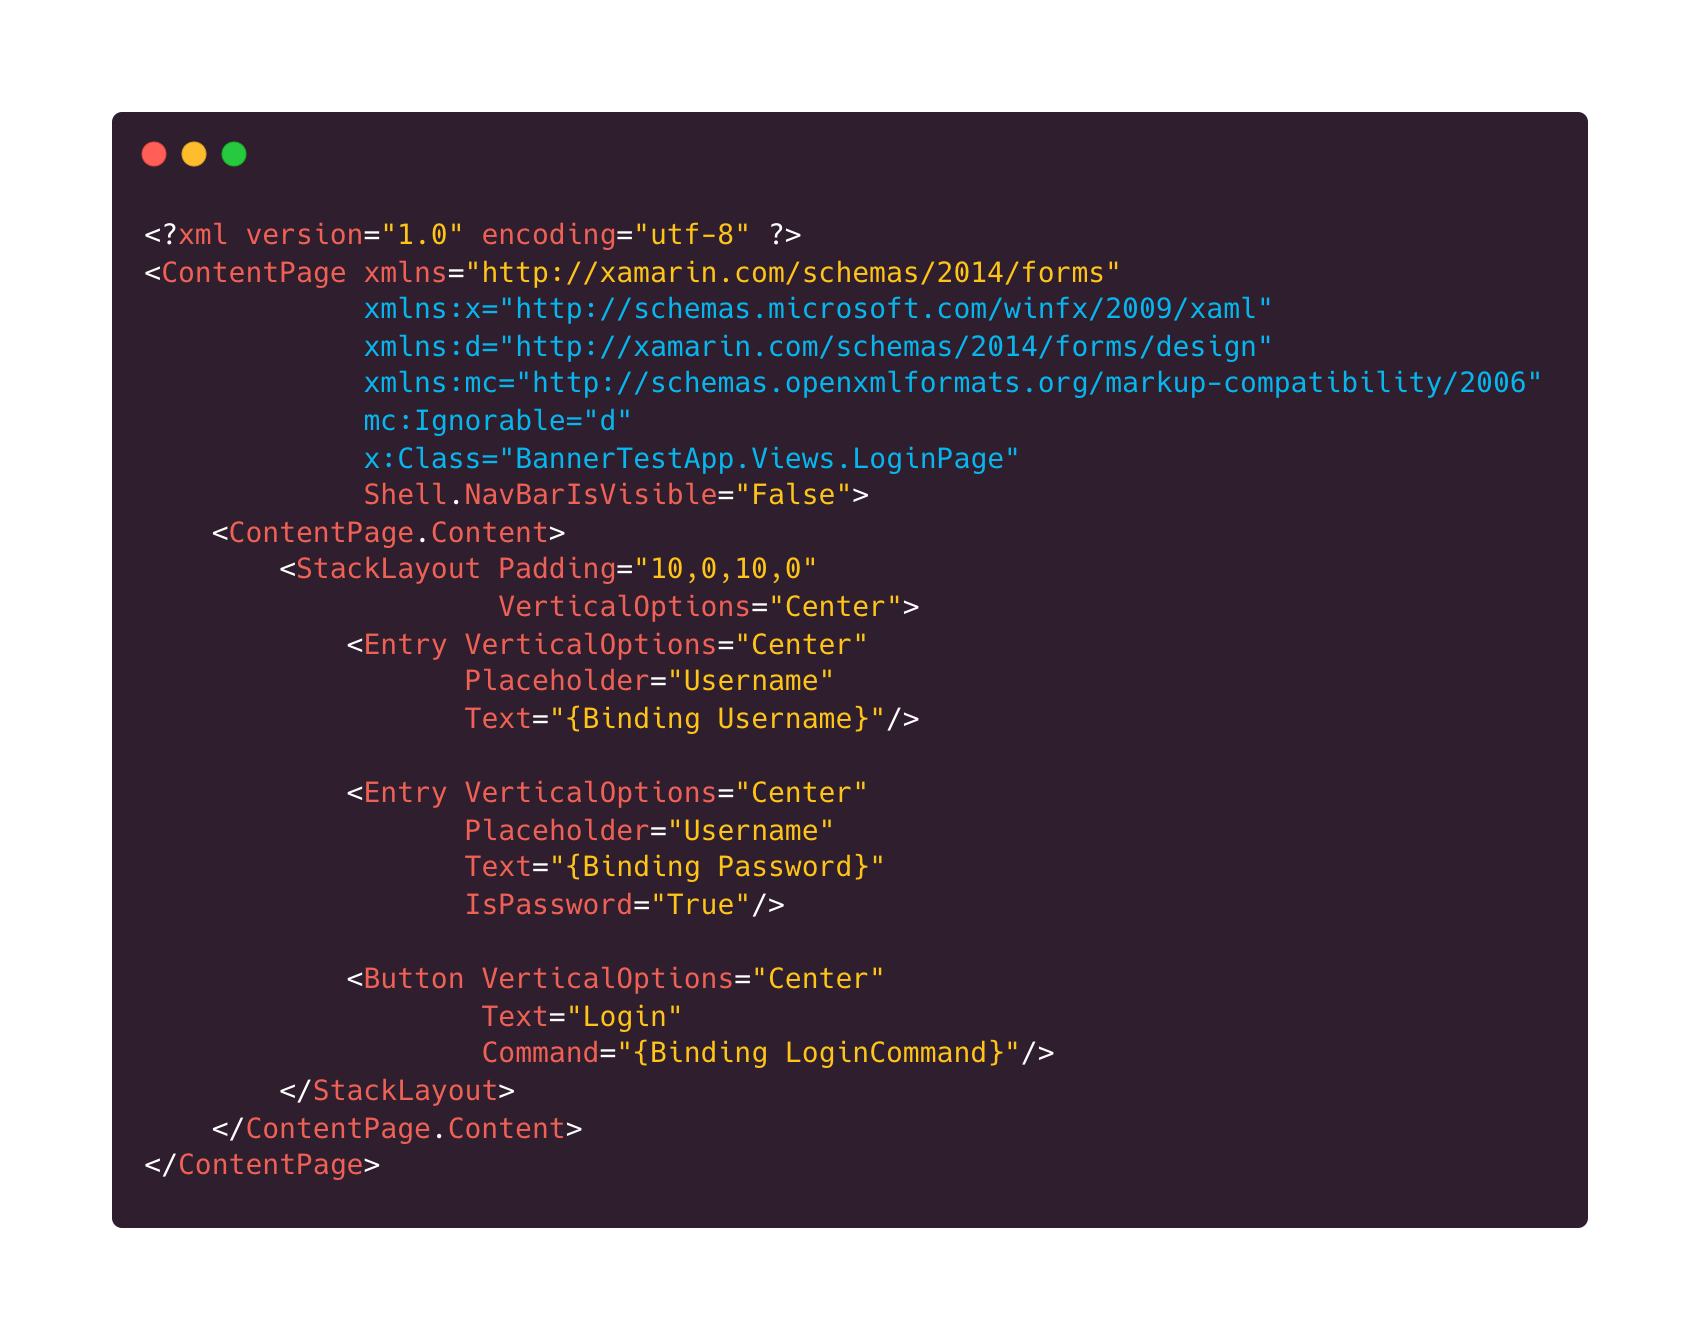 <?xml version="1.0" encoding="utf-8" ?>
<ContentPage xmlns="http://xamarin.com/schemas/2014/forms"
             xmlns:x="http://schemas.microsoft.com/winfx/2009/xaml"
             xmlns:d="http://xamarin.com/schemas/2014/forms/design"
             xmlns:mc="http://schemas.openxmlformats.org/markup-compatibility/2006"
             mc:Ignorable="d"
             x:Class="BannerTestApp.Views.LoginPage"
             Shell.NavBarIsVisible="False">
    <ContentPage.Content>
        <StackLayout Padding="10,0,10,0"
                     VerticalOptions="Center">
            <Entry VerticalOptions="Center"
                   Placeholder="Username"
                   Text="{Binding Username}"/>

            <Entry VerticalOptions="Center"
                   Placeholder="Username"
                   Text="{Binding Password}"
                   IsPassword="True"/>

            <Button VerticalOptions="Center"
                    Text="Login"
                    Command="{Binding LoginCommand}"/>
        </StackLayout>
    </ContentPage.Content>
</ContentPage>